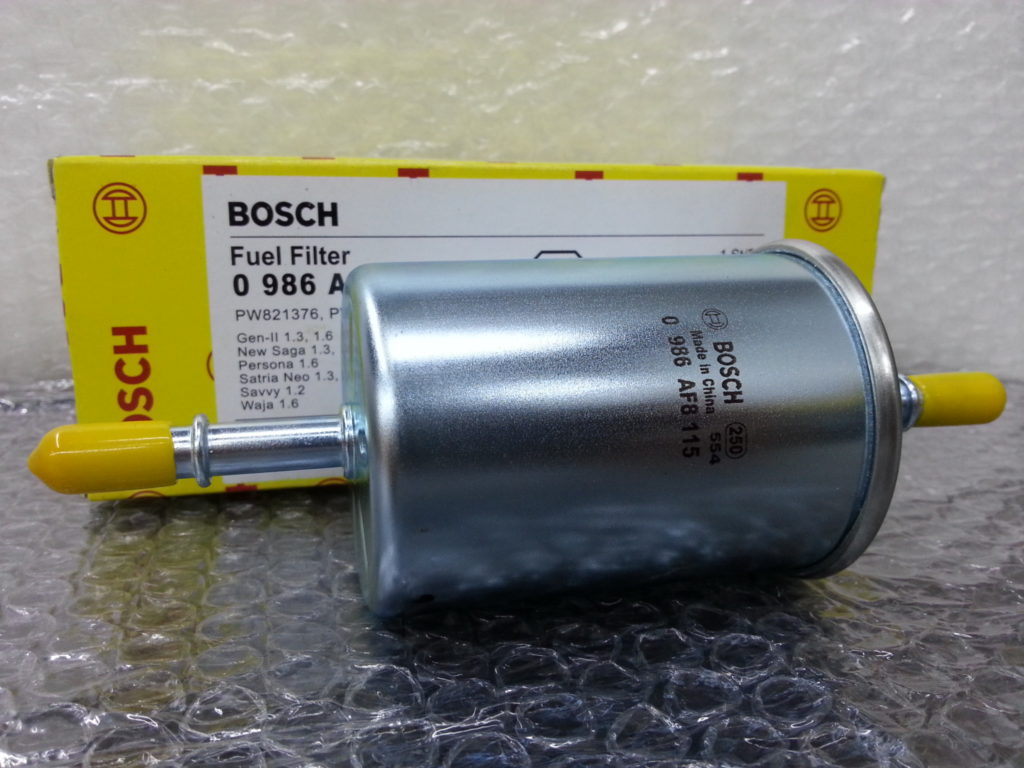 BOSCH
Fuel Filter
0 986 A
PW821376,
Gen-II 1.3, 1.6
New Saga 1.3,
Persona 1.6
Satria Neo 1.3,
Savvy 1.2
Waja 1.6
BOSCH
BOSCH 250
Made in China 554
0 986 AF8 115